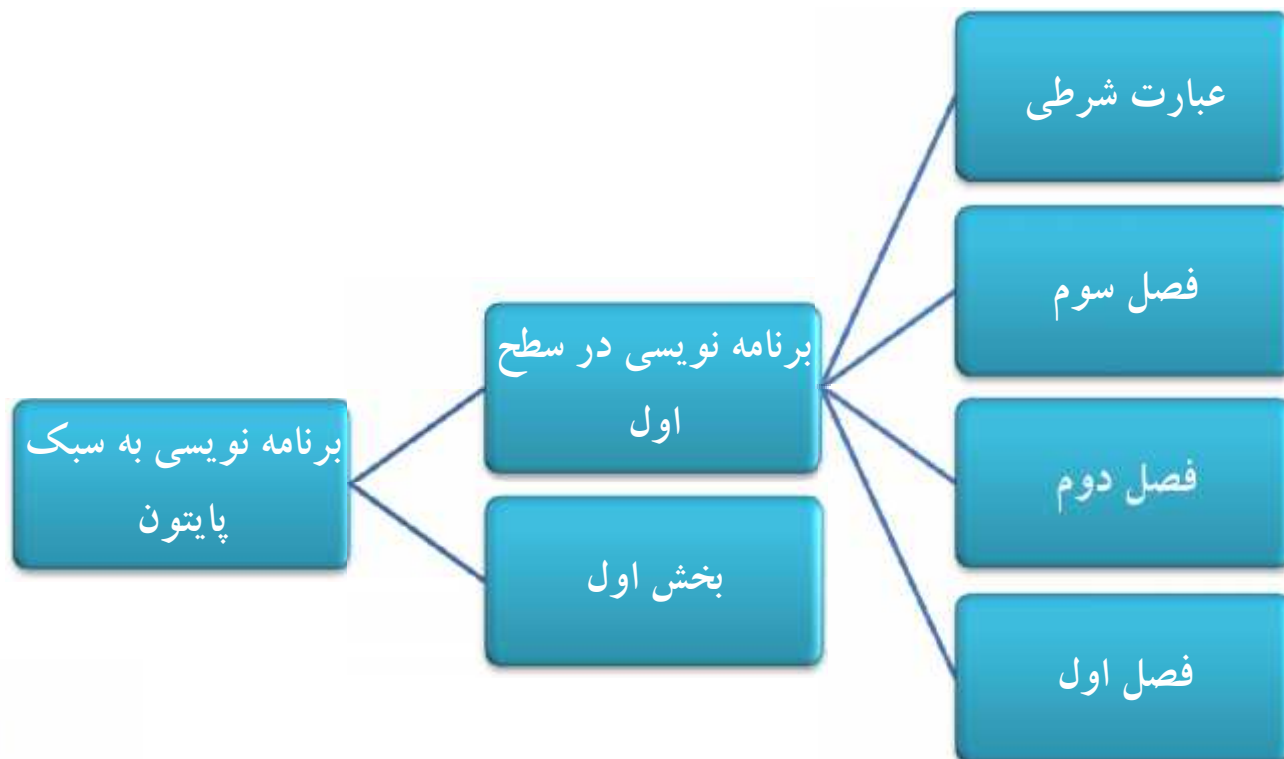 عبارت شرطی
فصل سوم
برنامه نویسی در سطح
اول
فصل دوم
برنامه نویسی به سبک
پایتون
بخش اول
فصل اول